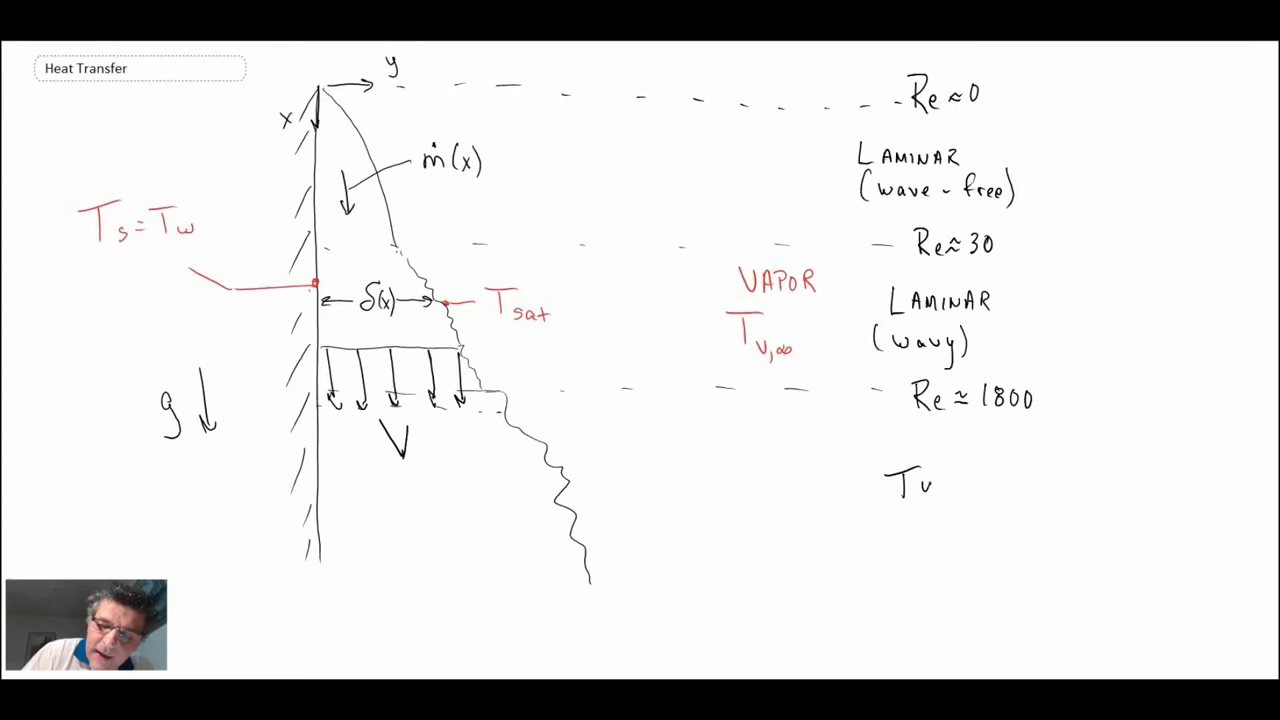 Heat Transfer
y
Re ≈ 0
x
ṁ(x)
LAMINAR
(wave-free)
Ts = Tw
Re ≈ 30
VAPOR
δ(x)
Tsat
LAMINAR
Tv,∞
(wavy)
g
Re ≈ 1800
V
Tu